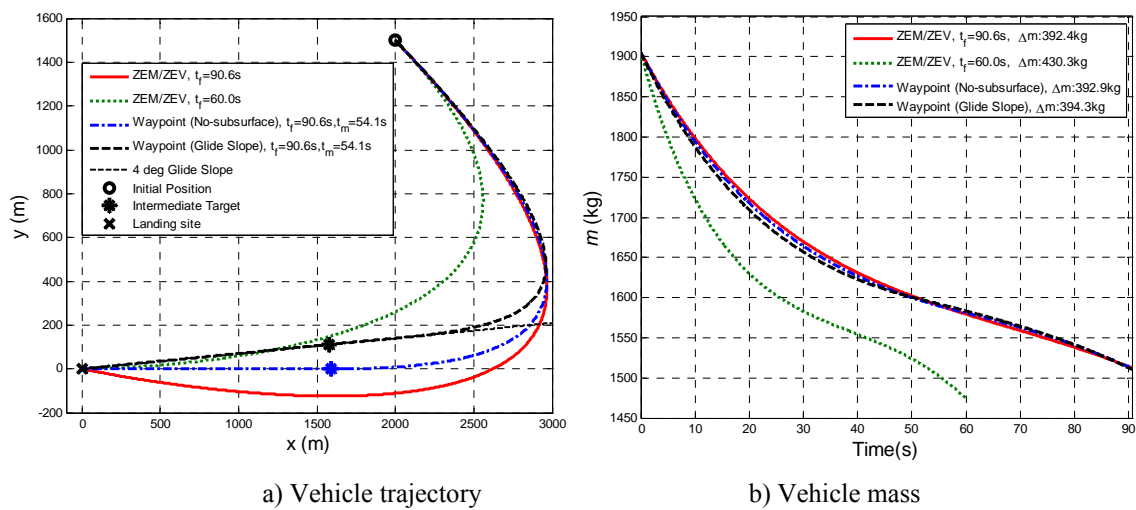 1600
1400
1200
1000
800
600
400
200
0
-200
y (m)
ZEM/ZEV, t_f=90.6s
ZEM/ZEV, t_f=60.0s
Waypoint (No-subsurface), t_f=90.6s,t_m=54.1s
Waypoint (Glide Slope), t_f=90.6s,t_m=54.1s
4 deg Glide Slope
Initial Position
Intermediate Target
Landing site
0 500 1000 1500 2000 2500 3000
x (m)
a) Vehicle trajectory
1950
1900
1850
1800
1750
1700
1650
1600
1550
1500
1450
m (kg)
ZEM/ZEV, t_f=90.6s, Δm:392.4kg
ZEM/ZEV, t_f=60.0s, Δm:430.3kg
Waypoint (No-subsurface), Δm:392.9kg
Waypoint (Glide Slope), Δm:394.3kg
0 10 20 30 40 50 60 70 80 90
Time(s)
b) Vehicle mass